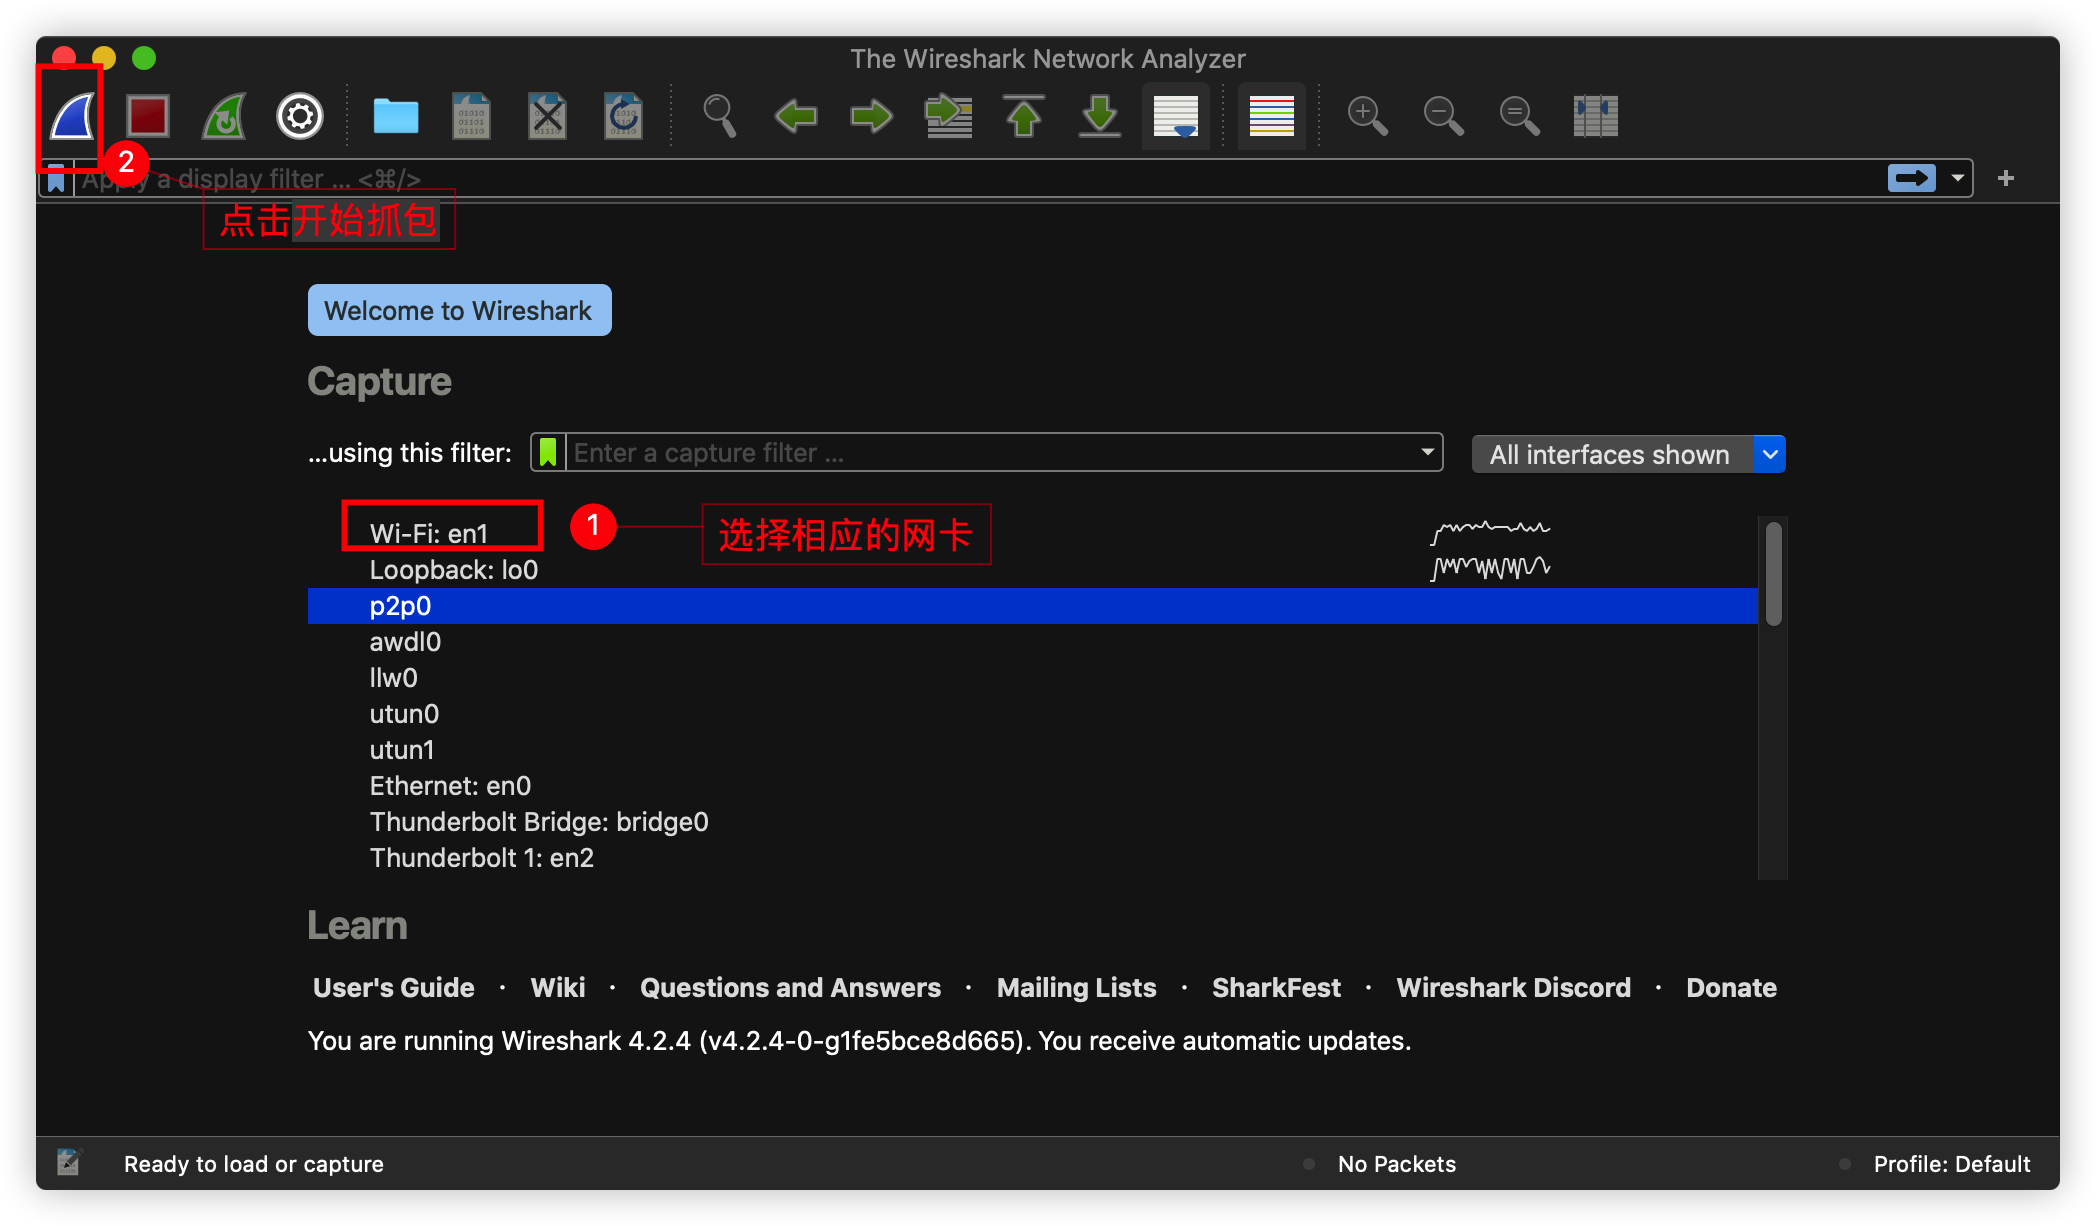 The Wireshark Network Analyzer
2
Apply a display filter ... <⌘/>
点击开始抓包
Welcome to Wireshark
Capture
...using this filter:
Enter a capture filter ...
All interfaces shown
Wi-Fi: en1
1
选择相应的网卡
Loopback: lo0
p2p0
awdl0
llw0
utun0
utun1
Ethernet: en0
Thunderbolt Bridge: bridge0
Thunderbolt 1: en2
Learn
User's Guide · Wiki · Questions and Answers · Mailing Lists · SharkFest · Wireshark Discord · Donate
You are running Wireshark 4.2.4 (v4.2.4-0-g1fe5bce8d665). You receive automatic updates.
Ready to load or capture
No Packets
Profile: Default